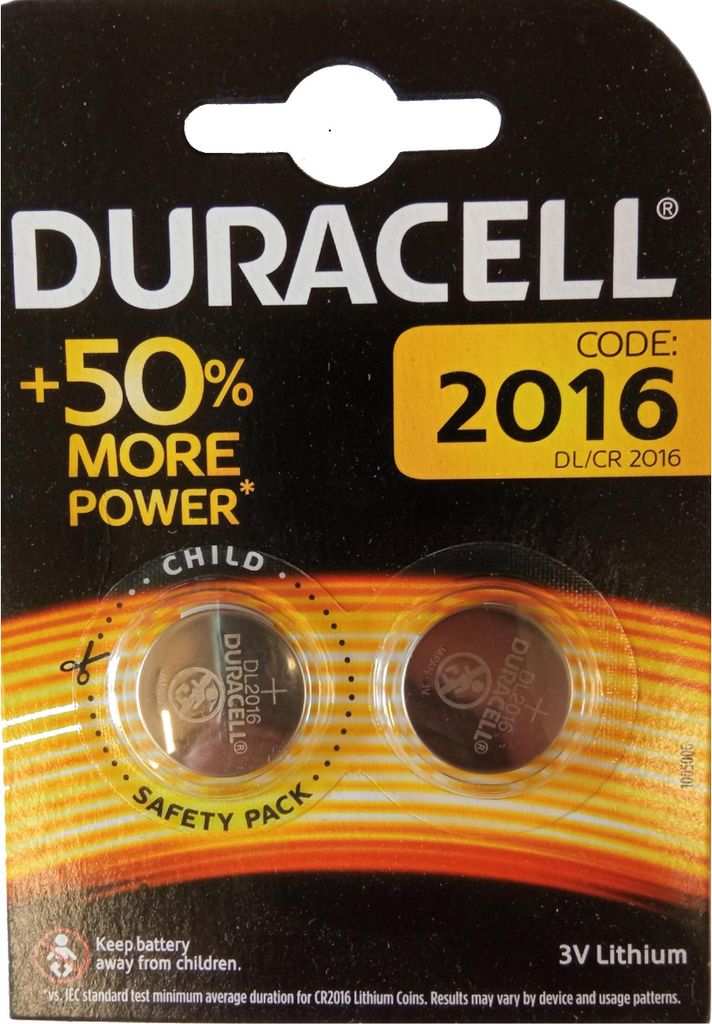 DURACELL®
+50%
MORE
POWER*
CODE:
2016
DL/CR 2016
CHILD
SAFETY PACK
DL2016
DURACELL®
DL2016
DURACELL®
JAPAN 3V
Keep battery
away from children.
3V Lithium
*vs. IEC standard test minimum average duration for CR2016 Lithium Coins. Results may vary by device and usage patterns.